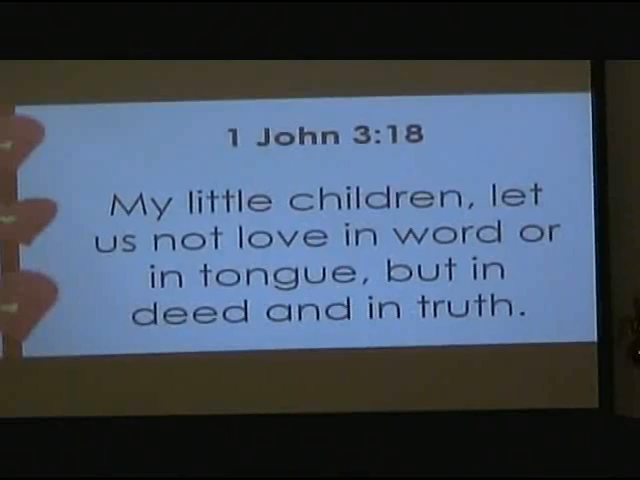 1 John 3:18
My little children, let
us not love in word or
in tongue, but in
deed and in truth.